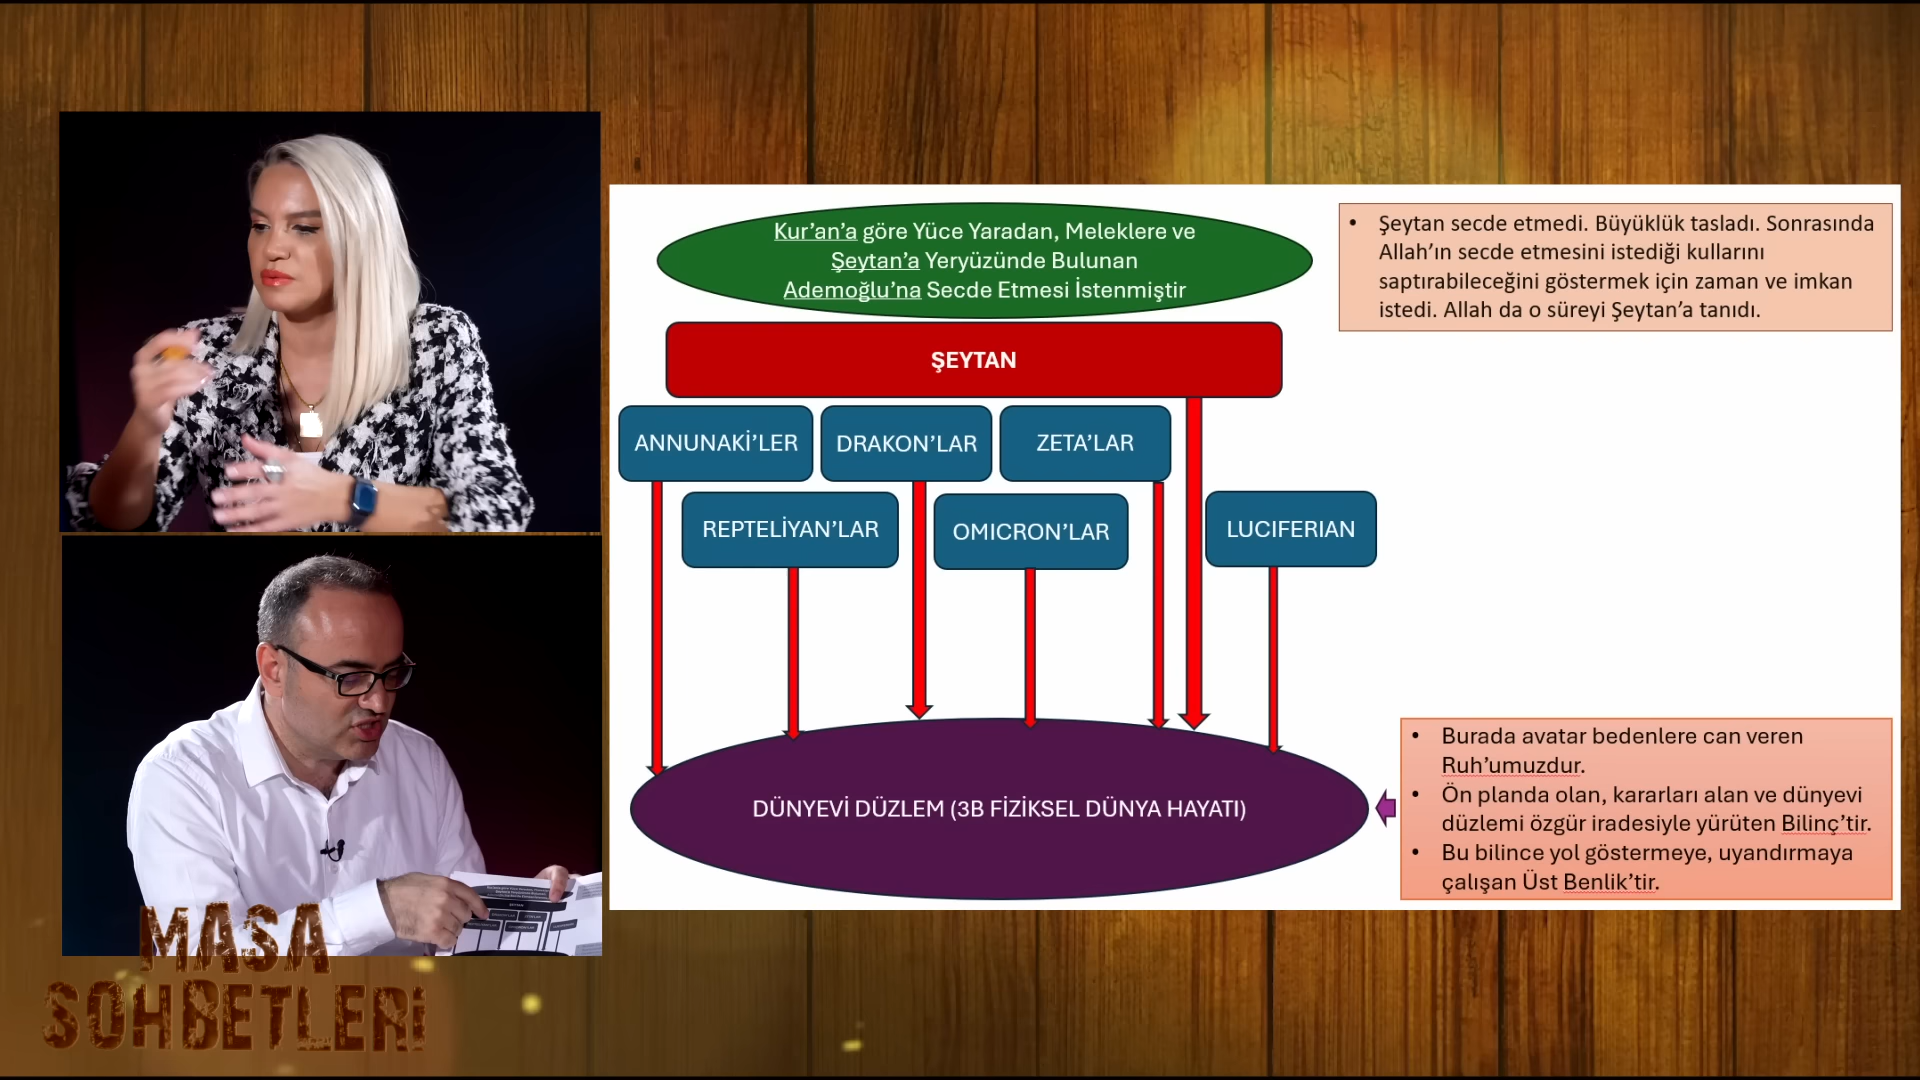 Kur’an’a göre Yüce Yaradan, Meleklere ve
Şeytan’a Yeryüzünde Bulunan
Ademoğlu’na Secde Etmesi İstenmiştir
• Şeytan secde etmedi. Büyüklük tasladı. Sonrasında
Allah’ın secde etmesini istediği kullarını
saptırabileceğini göstermek için zaman ve imkan
istedi. Allah da o süreyi Şeytan’a tanıdı.
ŞEYTAN
ANNUNAKİ’LER
DRAKON’LAR
ZETA’LAR
REPTELİYAN’LAR
OMICRON’LAR
LUCIFERIAN
DÜNYEVİ DÜZLEM (3B FİZİKSEL DÜNYA HAYATI)
• Burada avatar bedenlere can veren
Ruh’umuzdur.
• Ön planda olan, kararları alan ve dünyevi
düzlemi özgür iradesiyle yürüten Bilinç’tir.
• Bu bilince yol göstermeye, uyandırmaya
çalışan Üst Benlik’tir.
MASA
SOHBETLERİ